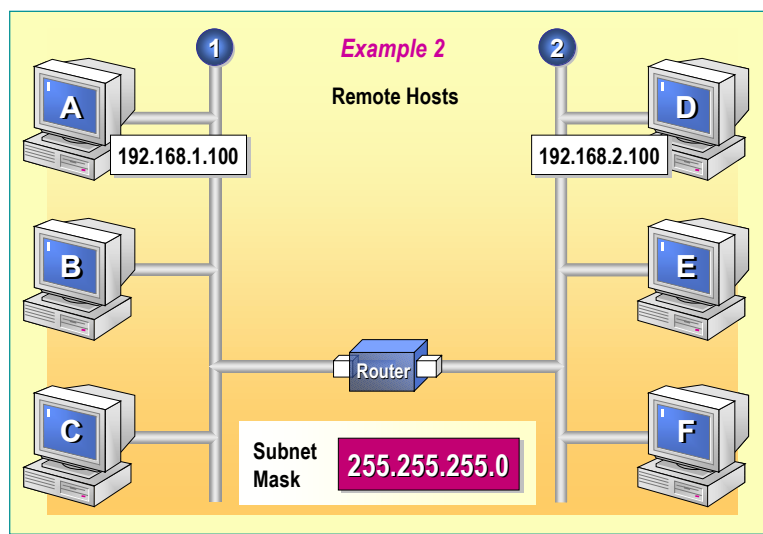 1
Example 2
2
Remote Hosts
A
D
192.168.1.100
192.168.2.100
B
E
Router
C
F
Subnet
Mask
255.255.255.0